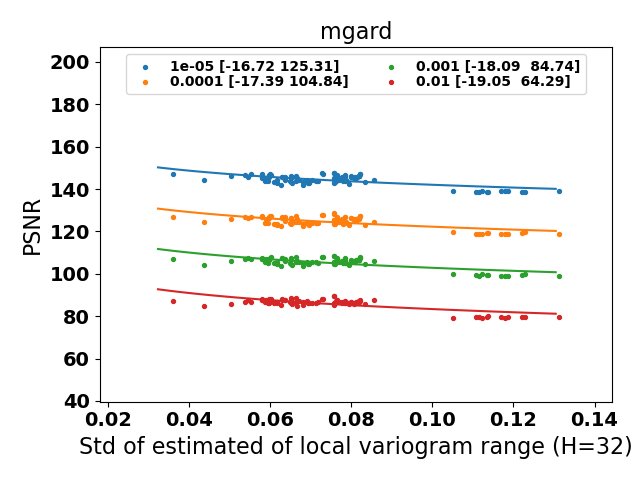 mgard
1e-05 [-16.72 125.31]
0.0001 [-17.39 104.84]
0.001 [-18.09  84.74]
0.01 [-19.05  64.29]
PSNR
200
180
160
140
120
100
80
60
40
0.02 0.04 0.06 0.08 0.10 0.12 0.14
Std of estimated of local variogram range (H=32)